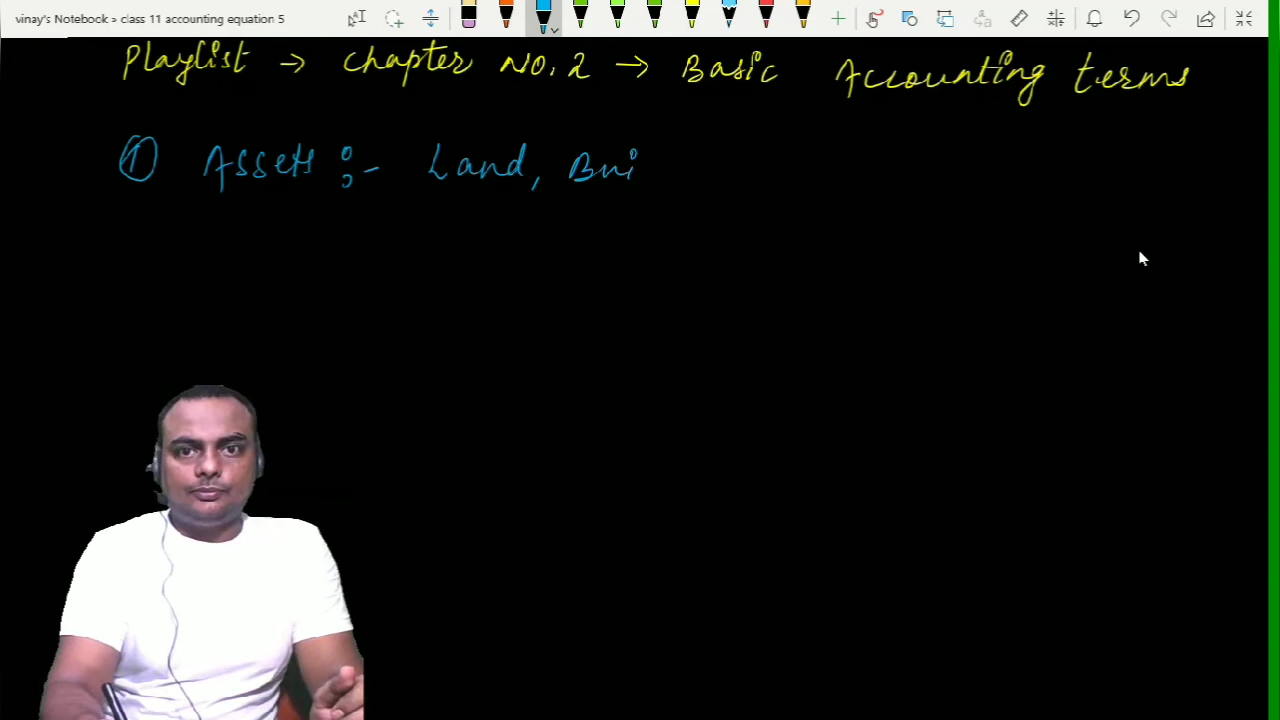 vinay's Notebook > class 11 accounting equation 5
Playlist → Chapter No. 2 → Basic Accounting terms
① Assets :- Land, Bui